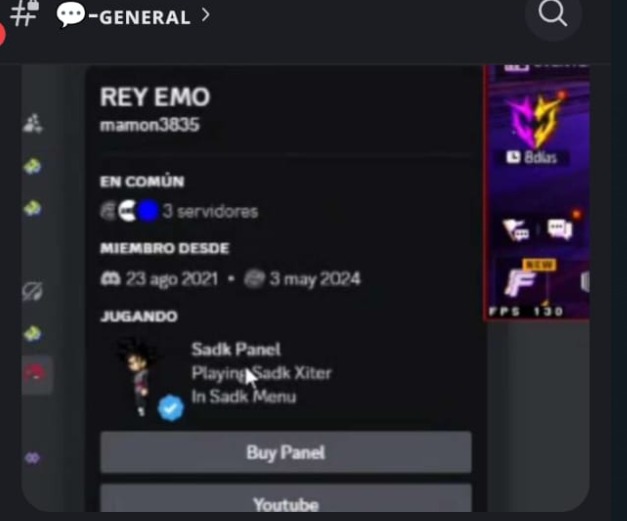 -GENERAL
REY EMO
mamon3835
EN COMÚN
3 servidores
MIEMBRO DESDE
23 ago 2021 • 3 may 2024
JUGANDO
Sadk Panel
Playing Sadk Xiter
In Sadk Menu
Buy Panel
Youtube
8días
NEW
FPS 130